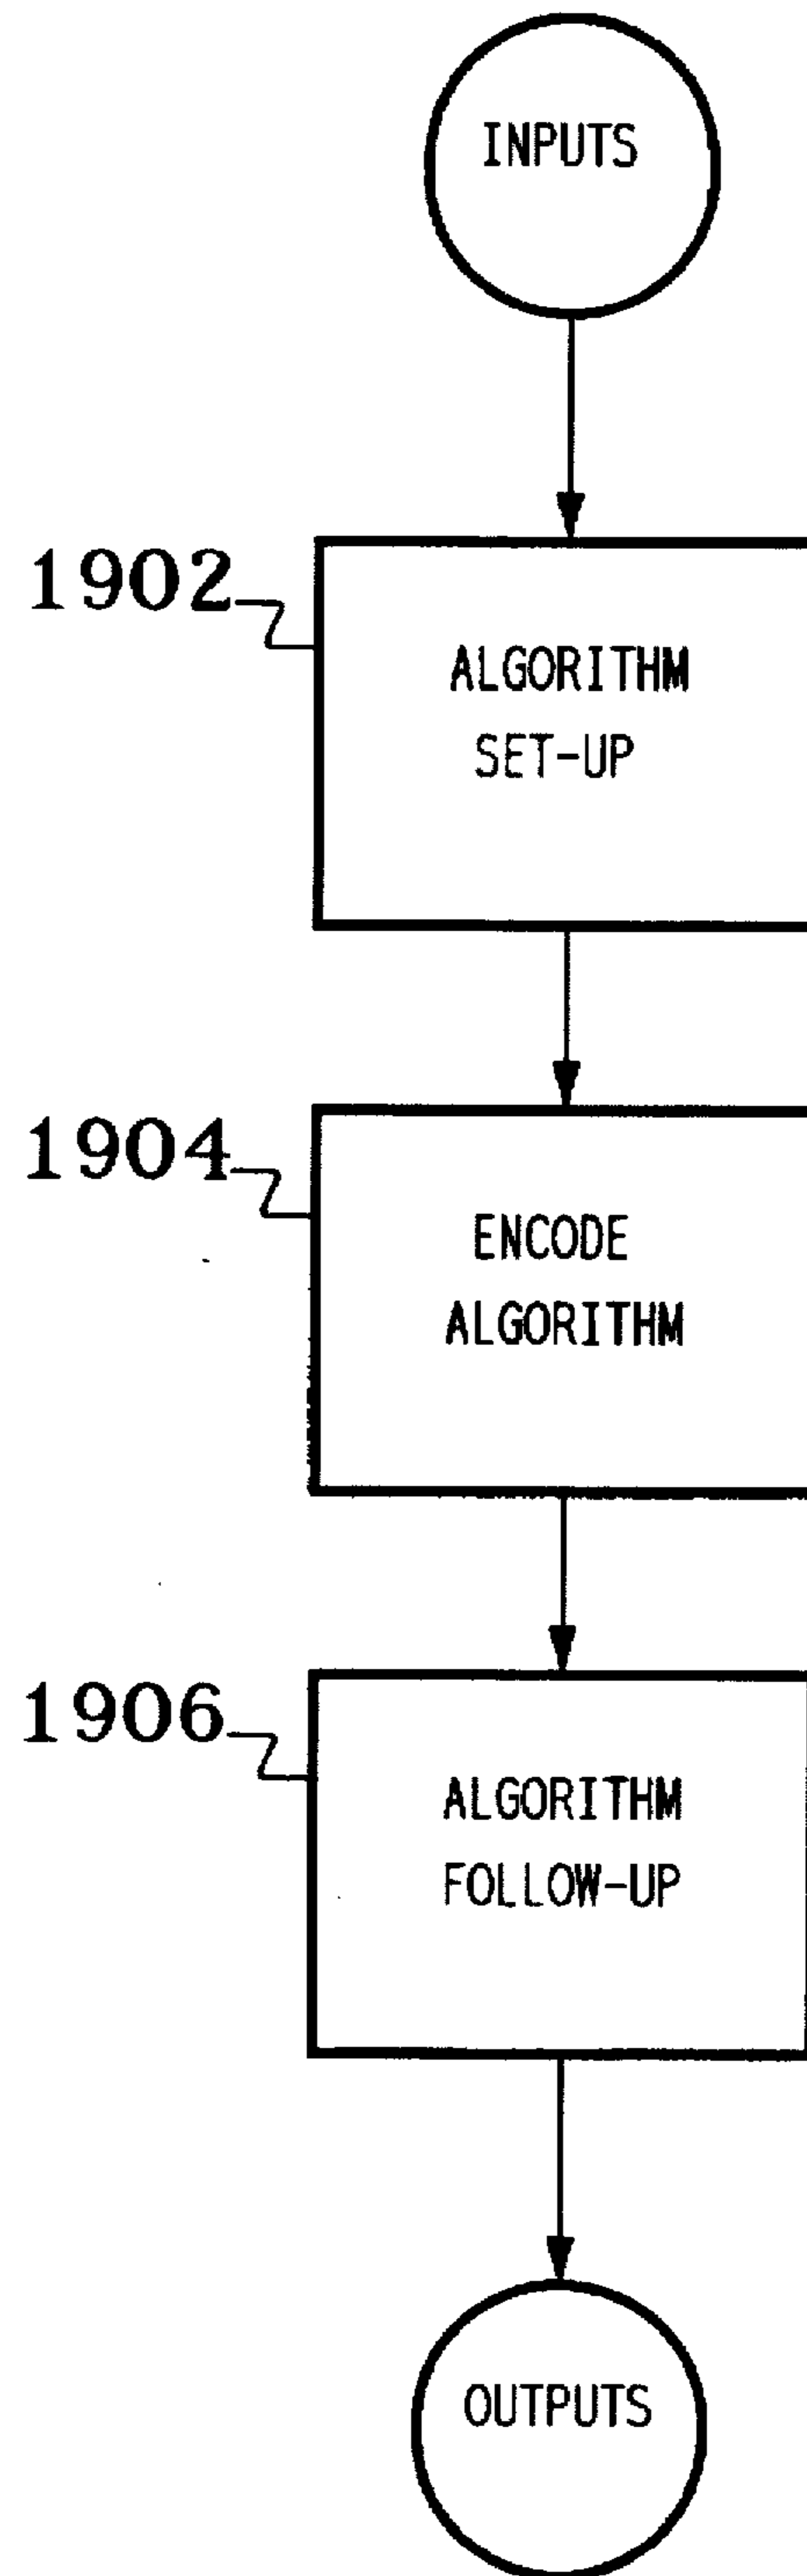 INPUTS
1902
ALGORITHM
SET-UP
1904
ENCODE
ALGORITHM
1906
ALGORITHM
FOLLOW-UP
OUTPUTS